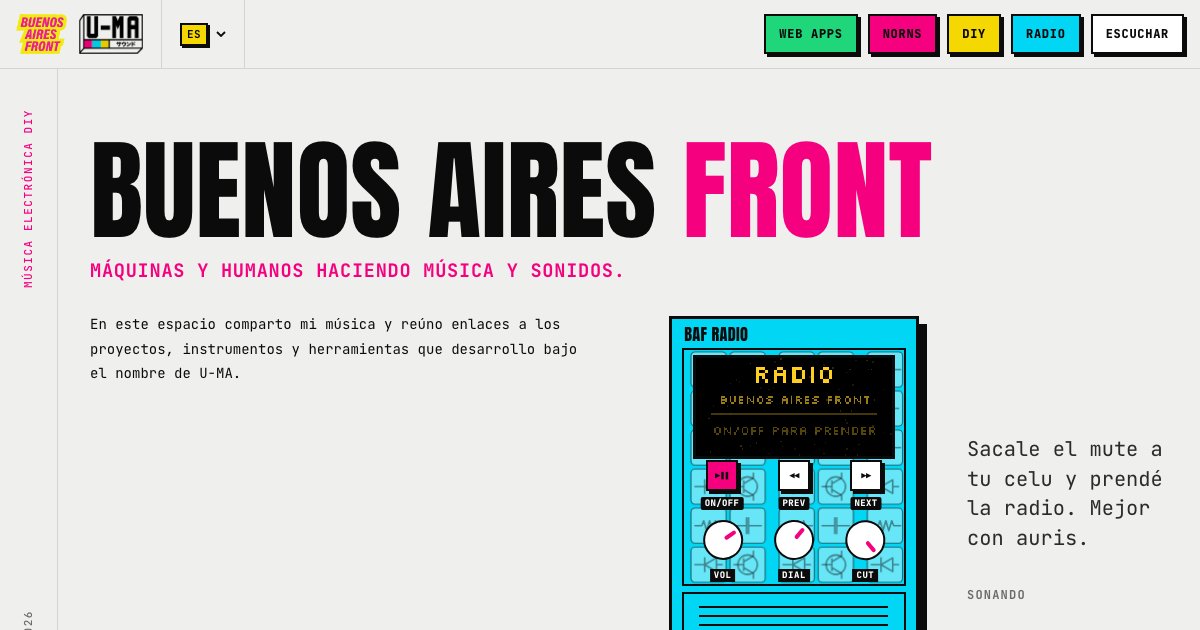 BUENOS
AIRES
FRONT
U-MA
サウンド
ES
WEB APPS
NORNS
DIY
RADIO
ESCUCHAR
MÚSICA ELECTRÓNICA DIY
BUENOS AIRES FRONT
MÁQUINAS Y HUMANOS HACIENDO MÚSICA Y SONIDOS.
En este espacio comparto mi música y reúno enlaces a los
proyectos, instrumentos y herramientas que desarrollo bajo
el nombre de U-MA.
BAF RADIO
RADIO
BUENOS AIRES FRONT
ON/OFF PARA PRENDER
ON/OFF
PREV
NEXT
VOL
DIAL
CUT
Sacale el mute a
tu celu y prendé
la radio. Mejor
con auris.
SONANDO